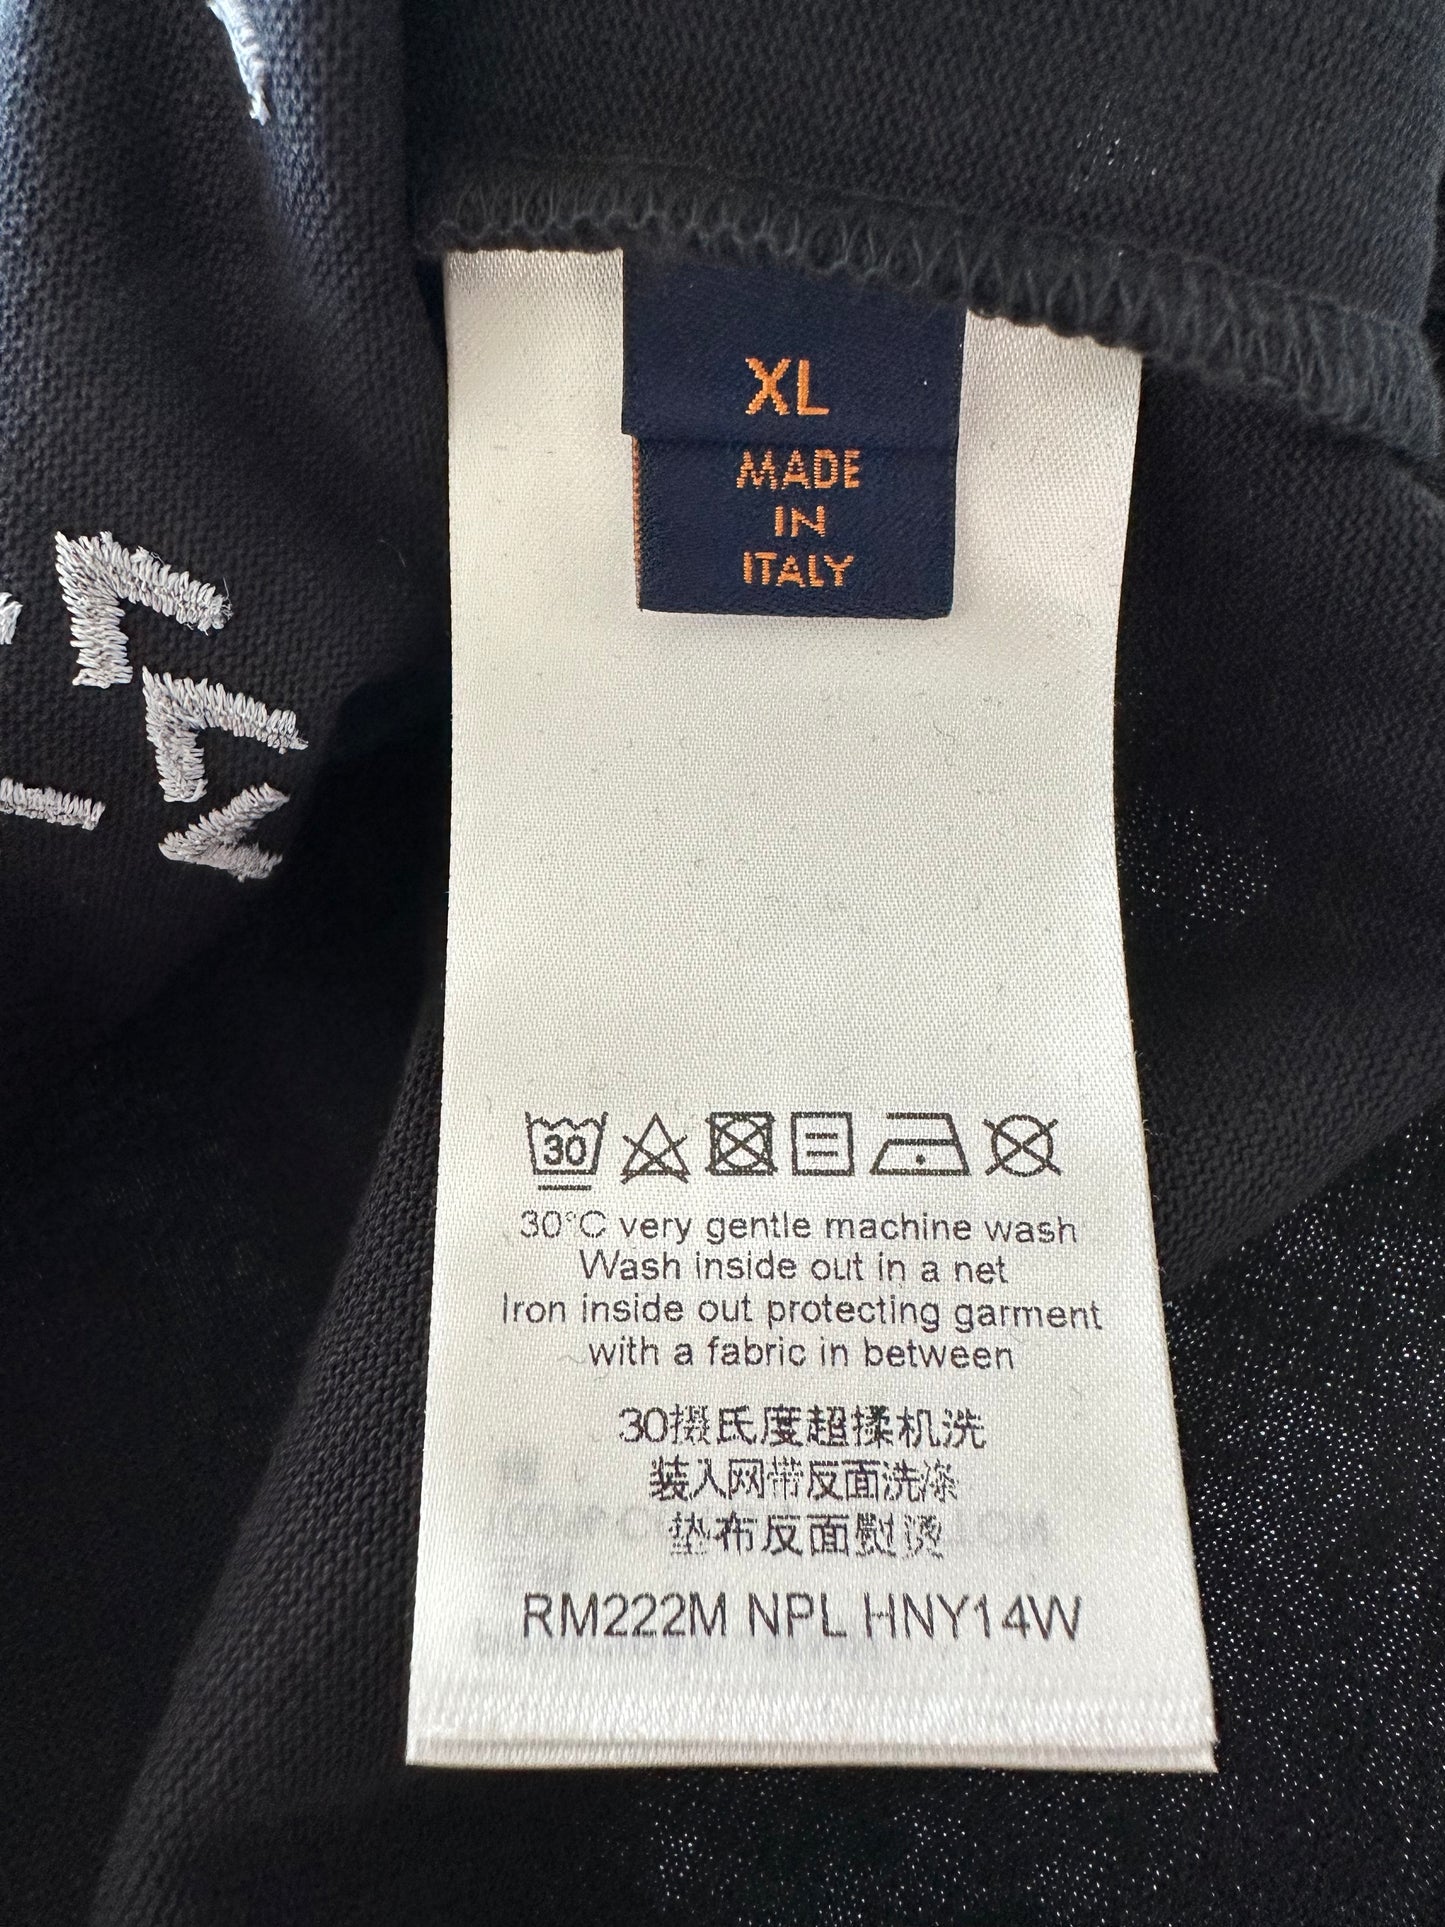 XL
MADE
IN
ITALY
30
30°C very gentle machine wash
Wash inside out in a net
Iron inside out protecting garment
with a fabric in between
30摄氏度超揉机洗
装入网带反面洗涤
垫布反面熨烫
RM222M NPL HNY14W